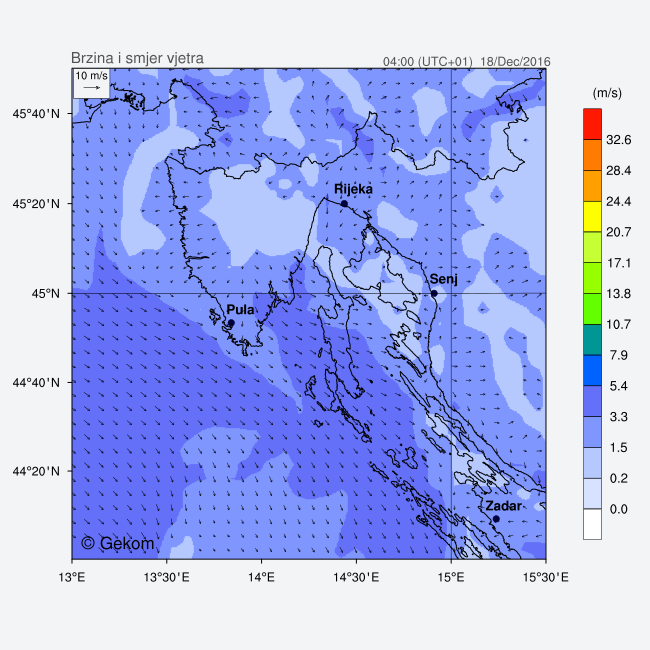 Brzina i smjer vjetra
04:00 (UTC+01) 18/Dec/2016
10 m/s
(m/s)
45°40'N
45°20'N
45°N
44°40'N
44°20'N
Rijeka
Senj
Pula
Zadar
32.6
28.4
24.4
20.7
17.1
13.8
10.7
7.9
5.4
3.3
1.5
0.2
0.0
© Gekom
13°E
13°30'E
14°E
14°30'E
15°E
15°30'E